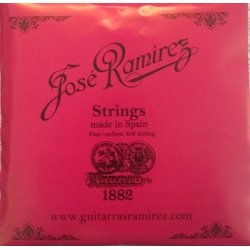 José Ramirez
Strings
made in Spain
One carbon 3rd string
1882
www.guitarrasramirez.com